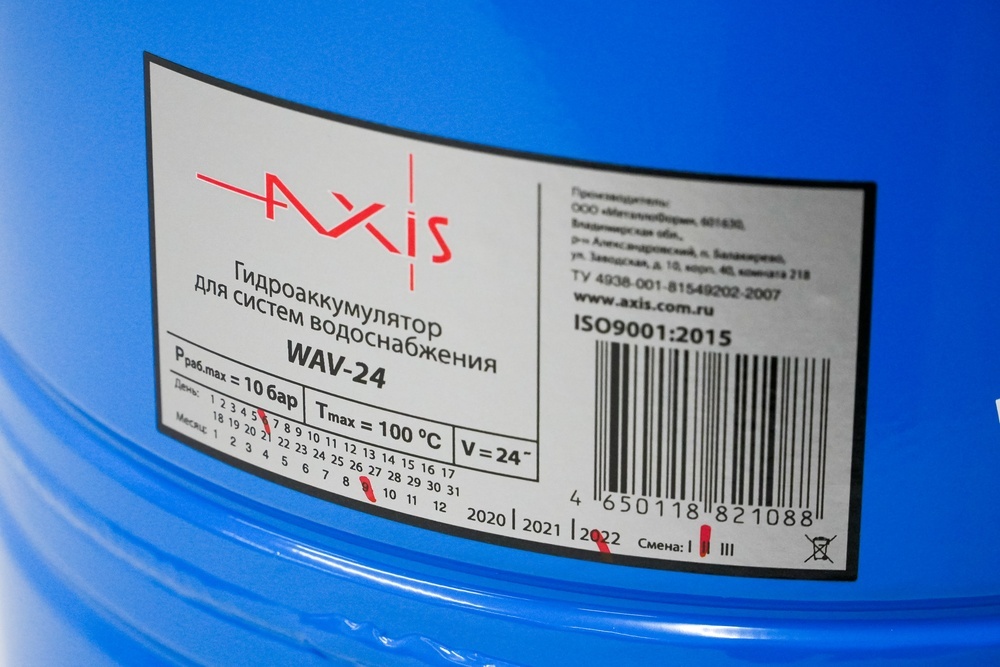 AXiS
Гидроаккумулятор
для систем водоснабжения
WAV-24
Pраб.max = 10 бар
Tmax = 100 ºC
V = 24
День: 1 2 3 4 5 6 7 8 9 10 11 12 13 14 15 16 17
18 19 20 21 22 23 24 25 26 27 28 29 30 31
Месяц: 1 2 3 4 5 6 7 8 9 10 11 12 2020 | 2021 | 2022 Смена: I II III
Производитель:
ООО «МеталлоФорм», 601630,
Владимирская обл.,
р-н Александровский, п. Балакирево,
ул. Заводская, д. 10, корп. 40, комната 218
ТУ 4938-001-81549202-2007
www.axis.com.ru
ISO9001:2015
4 650118 821088